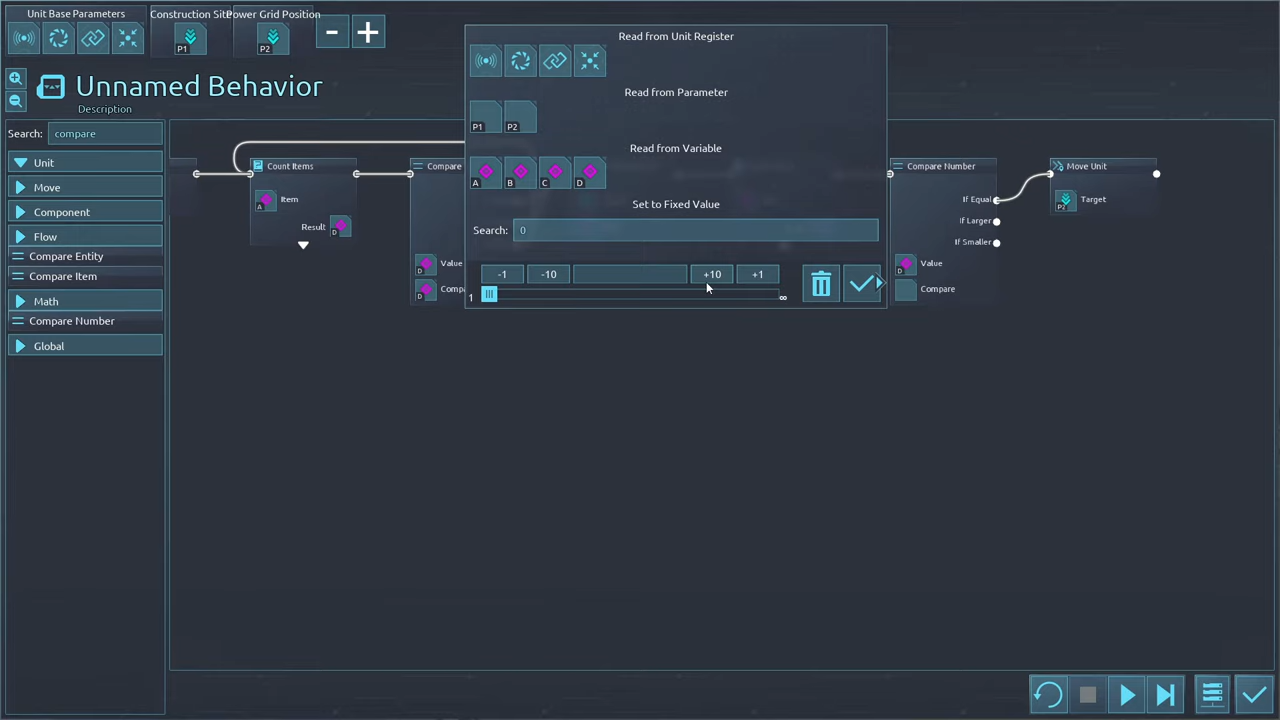 Unit Base Parameters
Construction Sit
Power Grid Position
P1
P2
- +
Unnamed Behavior
Description
Search: compare
Unit
Move
Component
Flow
Compare Entity
Compare Item
Math
Compare Number
Global
Count Items
A Item
Result D
Compare
D Value
D Comp
Read from Unit Register
Read from Parameter
P1 P2
Read from Variable
A B C D
Set to Fixed Value
Search: 0
-1 -10 +10 +1
1 ∞
Compare Number
If Equal
If Larger
If Smaller
D Value
Compare
Move Unit
P2 Target